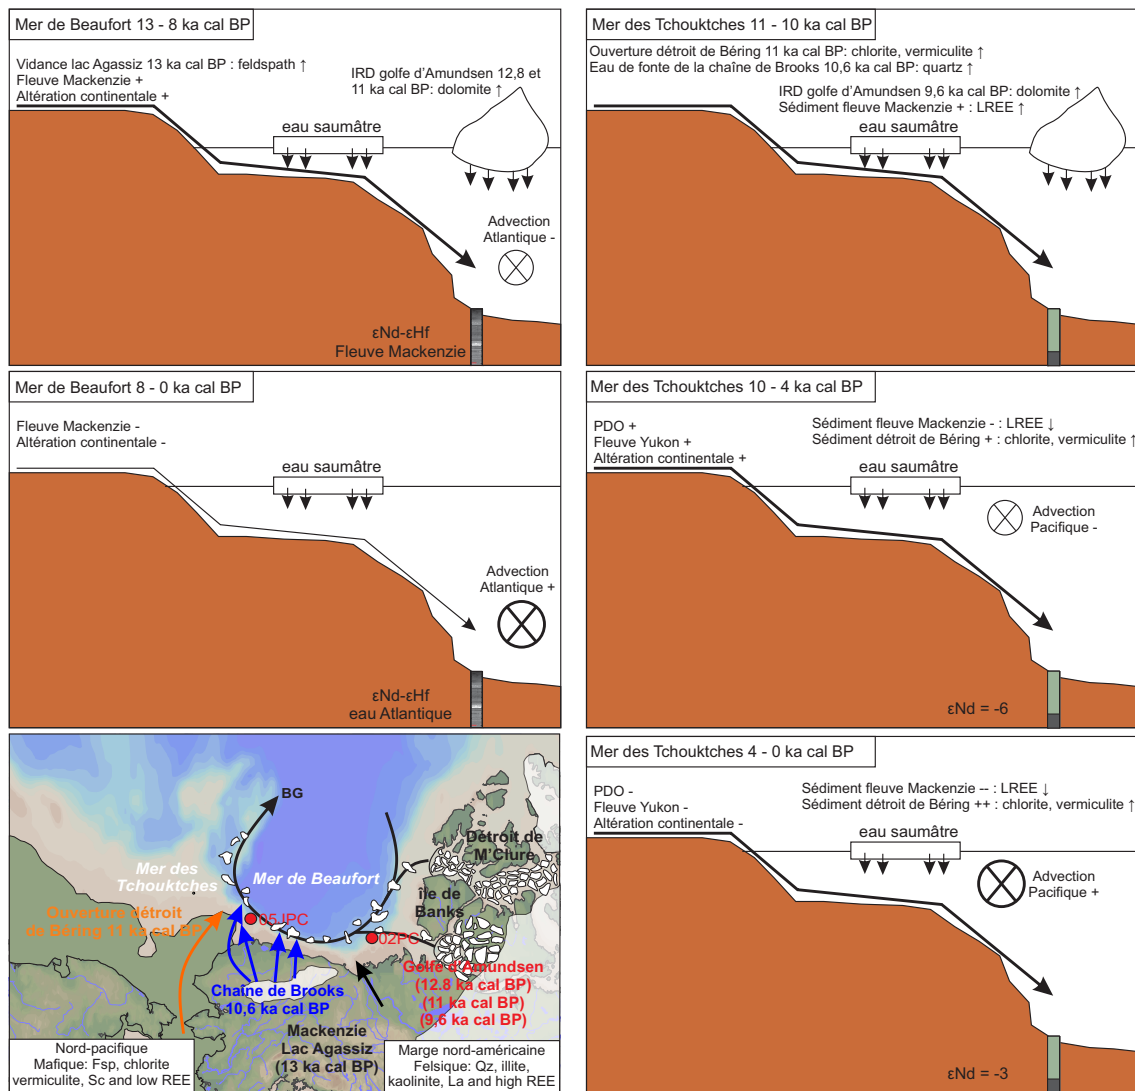 Mer de Beaufort 13 - 8 ka cal BP
Vidance lac Agassiz 13 ka cal BP : feldspath ↑
Fleuve Mackenzie +
Altération continentale +
IRD golfe d'Amundsen 12,8 et
11 ka cal BP: dolomite ↑
eau saumâtre
Advection
Atlantique -
εNd-εHf
Fleuve Mackenzie
Mer des Tchouktches 11 - 10 ka cal BP
Ouverture détroit de Béring 11 ka cal BP: chlorite, vermiculite ↑
Eau de fonte de la chaîne de Brooks 10,6 ka cal BP: quartz ↑
IRD golfe d'Amundsen 9,6 ka cal BP: dolomite ↑
Sédiment fleuve Mackenzie + : LREE ↑
eau saumâtre
Mer de Beaufort 8 - 0 ka cal BP
Fleuve Mackenzie -
Altération continentale -
eau saumâtre
Advection
Atlantique +
εNd-εHf
eau Atlantique
Mer des Tchouktches 10 - 4 ka cal BP
PDO +
Fleuve Yukon +
Altération continentale +
Sédiment fleuve Mackenzie - : LREE ↓
Sédiment détroit de Béring + : chlorite, vermiculite ↑
eau saumâtre
Advection
Pacifique -
εNd = -6
BG
Détroit de
M'Clure
Mer des
Tchouktches
Mer de Beaufort
île de
Banks
05JPC
Ouverture détroit
de Béring 11 ka cal BP
02PC
Golfe d'Amundsen
(12.8 ka cal BP)
(11 ka cal BP)
(9,6 ka cal BP)
Chaîne de Brooks
10,6 ka cal BP
Mackenzie
Lac Agassiz
(13 ka cal BP)
Nord-pacifique
Mafique: Fsp, chlorite
vermiculite, Sc and low REE
Marge nord-américaine
Felsique: Qz, illite,
kaolinite, La and high REE
Mer des Tchouktches 4 - 0 ka cal BP
PDO -
Fleuve Yukon -
Altération continentale -
Sédiment fleuve Mackenzie -- : LREE ↓
Sédiment détroit de Béring ++ : chlorite, vermiculite ↑
eau saumâtre
Advection
Pacifique +
εNd = -3